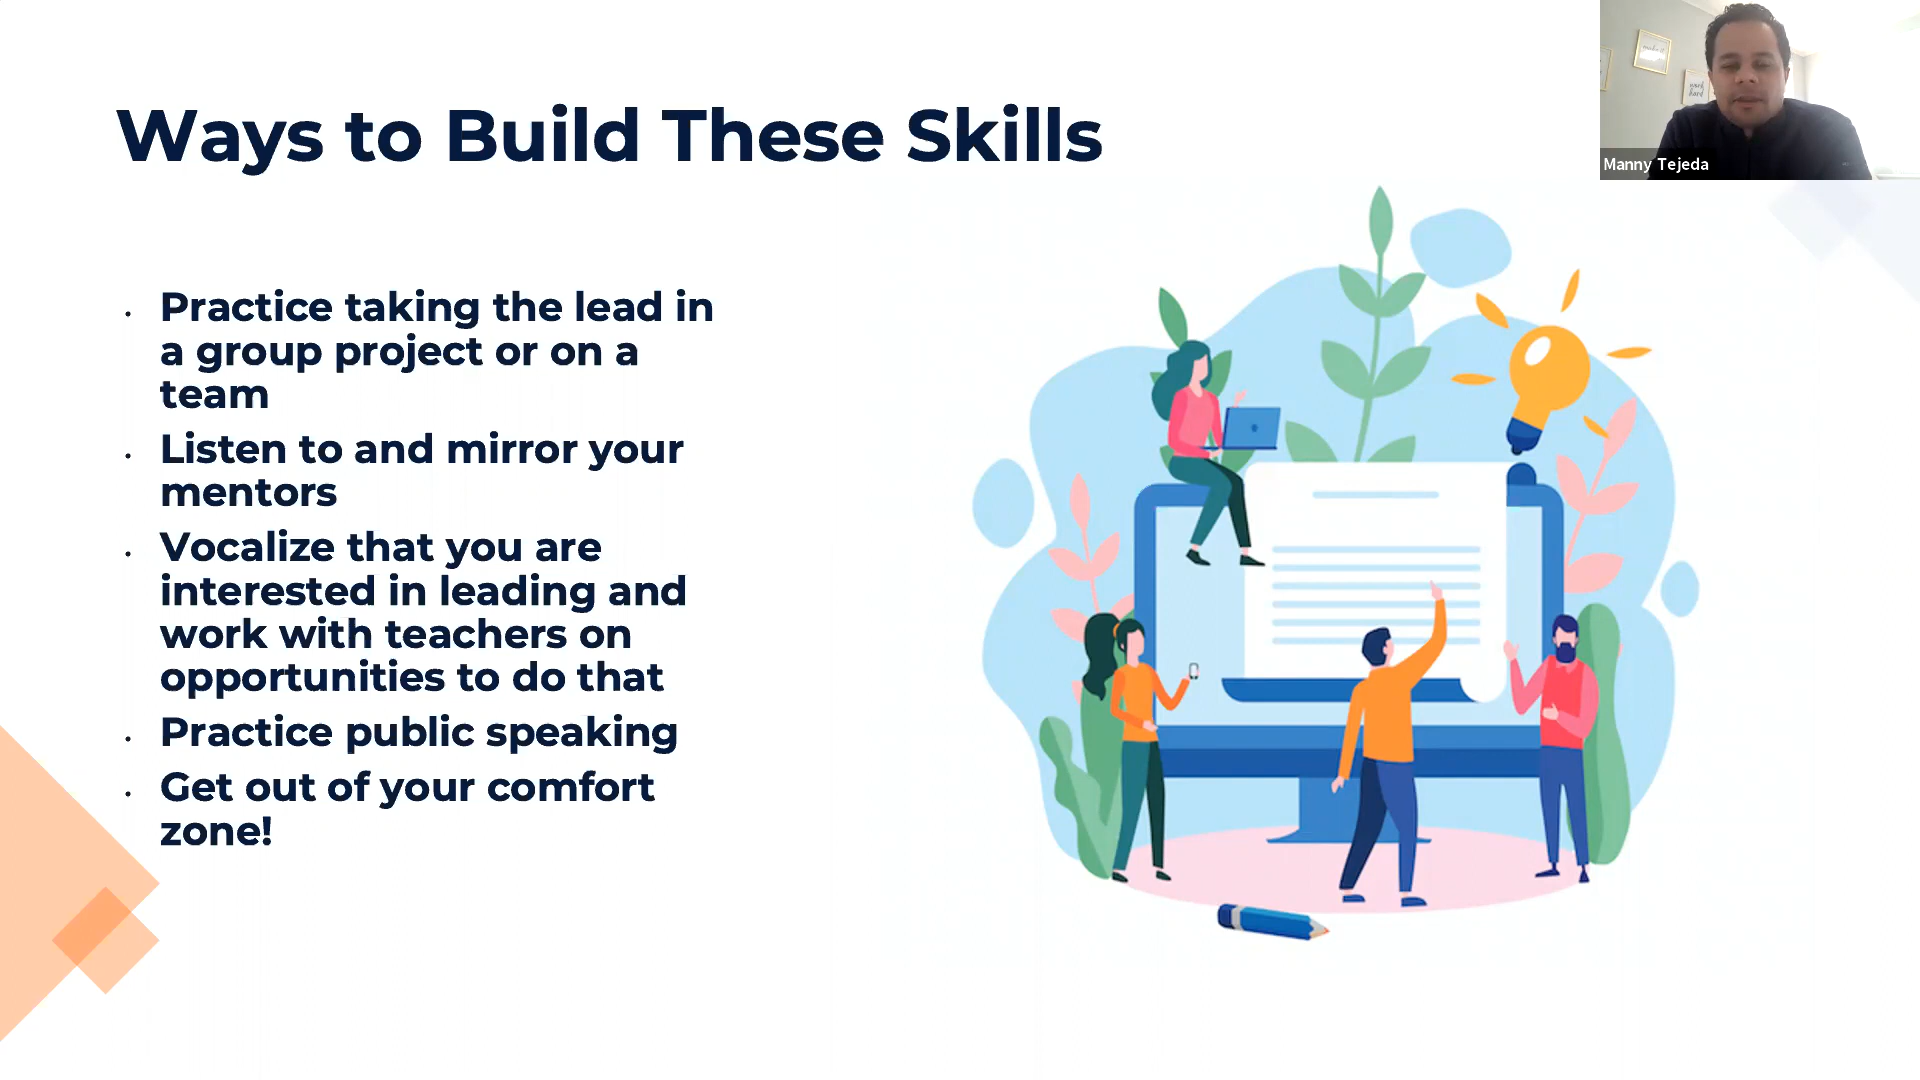 Ways to Build These Skills
Practice taking the lead in
a group project or on a
team
Listen to and mirror your
mentors
Vocalize that you are
interested in leading and
work with teachers on
opportunities to do that
Practice public speaking
Get out of your comfort
zone!
work
hard
Manny Tejeda